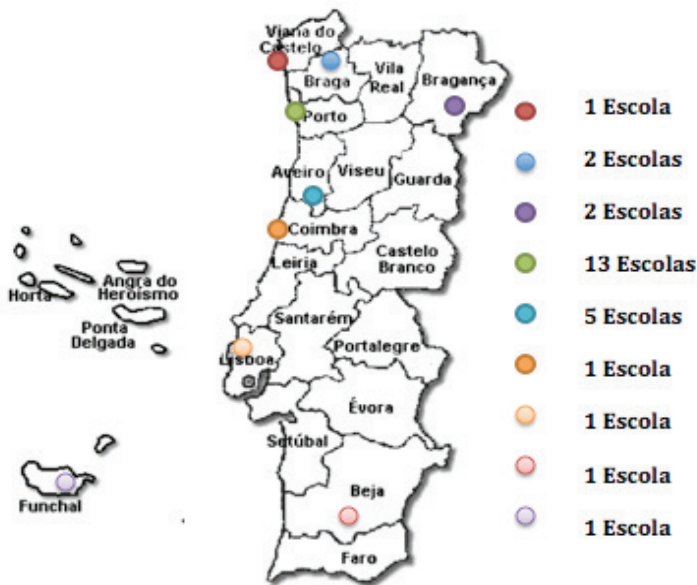 Viana do
Castelo
Braga
Vila
Real
Bragança
Porto
Aveiro
Viseu
Guarda
Coimbra
Leiria
Castelo
Branco
Santarém
Lisboa
Portalegre
Évora
Setúbal
Beja
Faro
Horta
Angra do
Heroísmo
Ponta
Delgada
Funchal
1 Escola
2 Escolas
2 Escolas
13 Escolas
5 Escolas
1 Escola
1 Escola
1 Escola
1 Escola